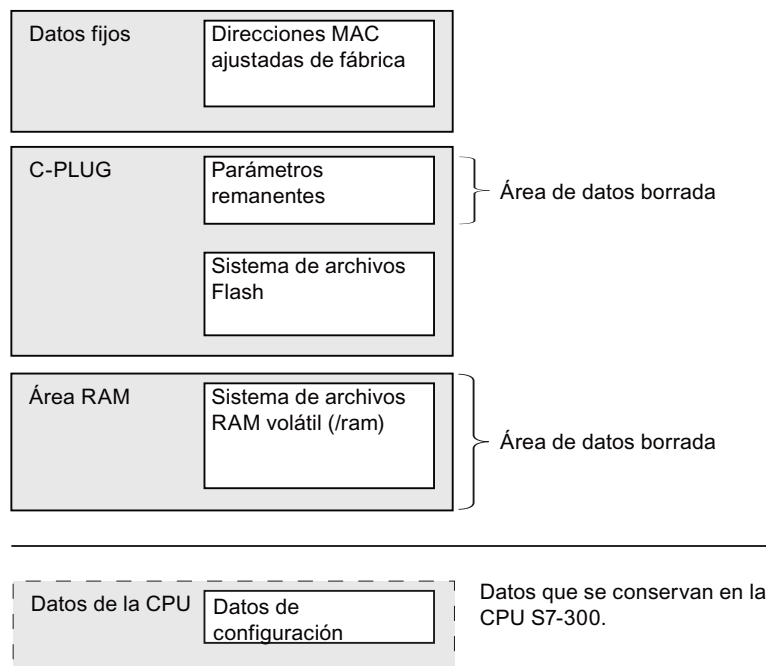 Datos fijos
Direcciones MAC
ajustadas de fábrica
C-PLUG
Parámetros
remanentes
Área de datos borrada
Sistema de archivos
Flash
Área RAM
Sistema de archivos
RAM volátil (/ram)
Área de datos borrada
Datos de la CPU
Datos de
configuración
Datos que se conservan en la
CPU S7-300.